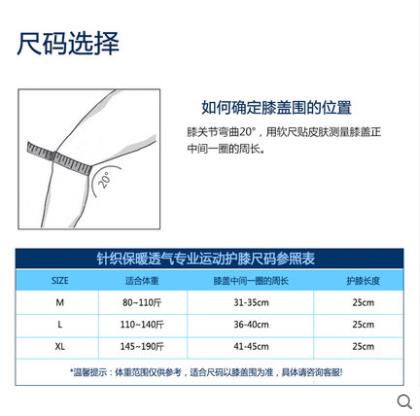 尺码选择
如何确定膝盖围的位置
膝关节弯曲20°，用软尺贴皮肤测量膝盖正
中间一圈的周长。
20°
针织保暖透气专业运动护膝尺码参照表
SIZE 适合体重 膝盖中间一圈的周长 护膝长度
M 80~110斤 31-35cm 25cm
L 110~140斤 36-40cm 25cm
XL 145~190斤 41-45cm 25cm
*温馨提示：体重范围仅供参考，适合尺码以膝盖围为准，具体请咨询客服!